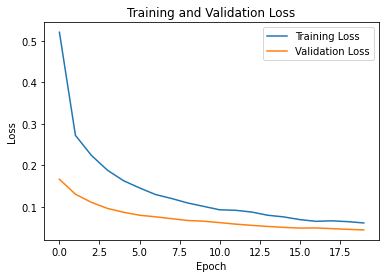 Training and Validation Loss
Training Loss
Validation Loss
Loss
0.5
0.4
0.3
0.2
0.1
0.0 2.5 5.0 7.5 10.0 12.5 15.0 17.5
Epoch